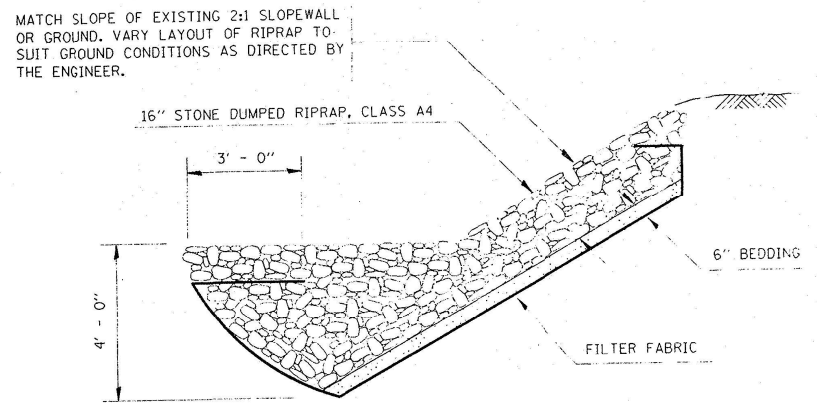 MATCH SLOPE OF EXISTING 2:1 SLOPEWALL
OR GROUND. VARY LAYOUT OF RIPRAP TO
SUIT GROUND CONDITIONS AS DIRECTED BY
THE ENGINEER.
16" STONE DUMPED RIPRAP, CLASS A4
3' - 0"
4' - 0"
6" BEDDING
FILTER FABRIC